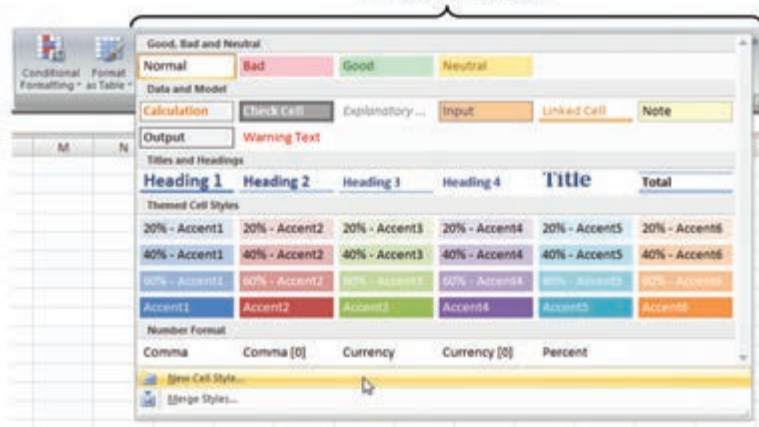 Good, Bad and Neutral
Conditional Formatting
Format as Table
Normal Bad Good Neutral
Data and Model
Calculation Check Cell Explanatory ... Input Linked Cell Note
Output Warning Text
M N
Titles and Headings
Heading 1 Heading 2 Heading 3 Heading 4 Title Total
Themed Cell Styles
20% - Accent1 20% - Accent2 20% - Accent3 20% - Accent4 20% - Accent5 20% - Accent6
40% - Accent1 40% - Accent2 40% - Accent3 40% - Accent4 40% - Accent5 40% - Accent6
60% - Accent1 60% - Accent2 60% - Accent3 60% - Accent4 60% - Accent5 60% - Accent6
Accent1 Accent2 Accent3 Accent4 Accent5 Accent6
Number Format
Comma Comma [0] Currency Currency [0] Percent
New Cell Style...
Merge Styles...